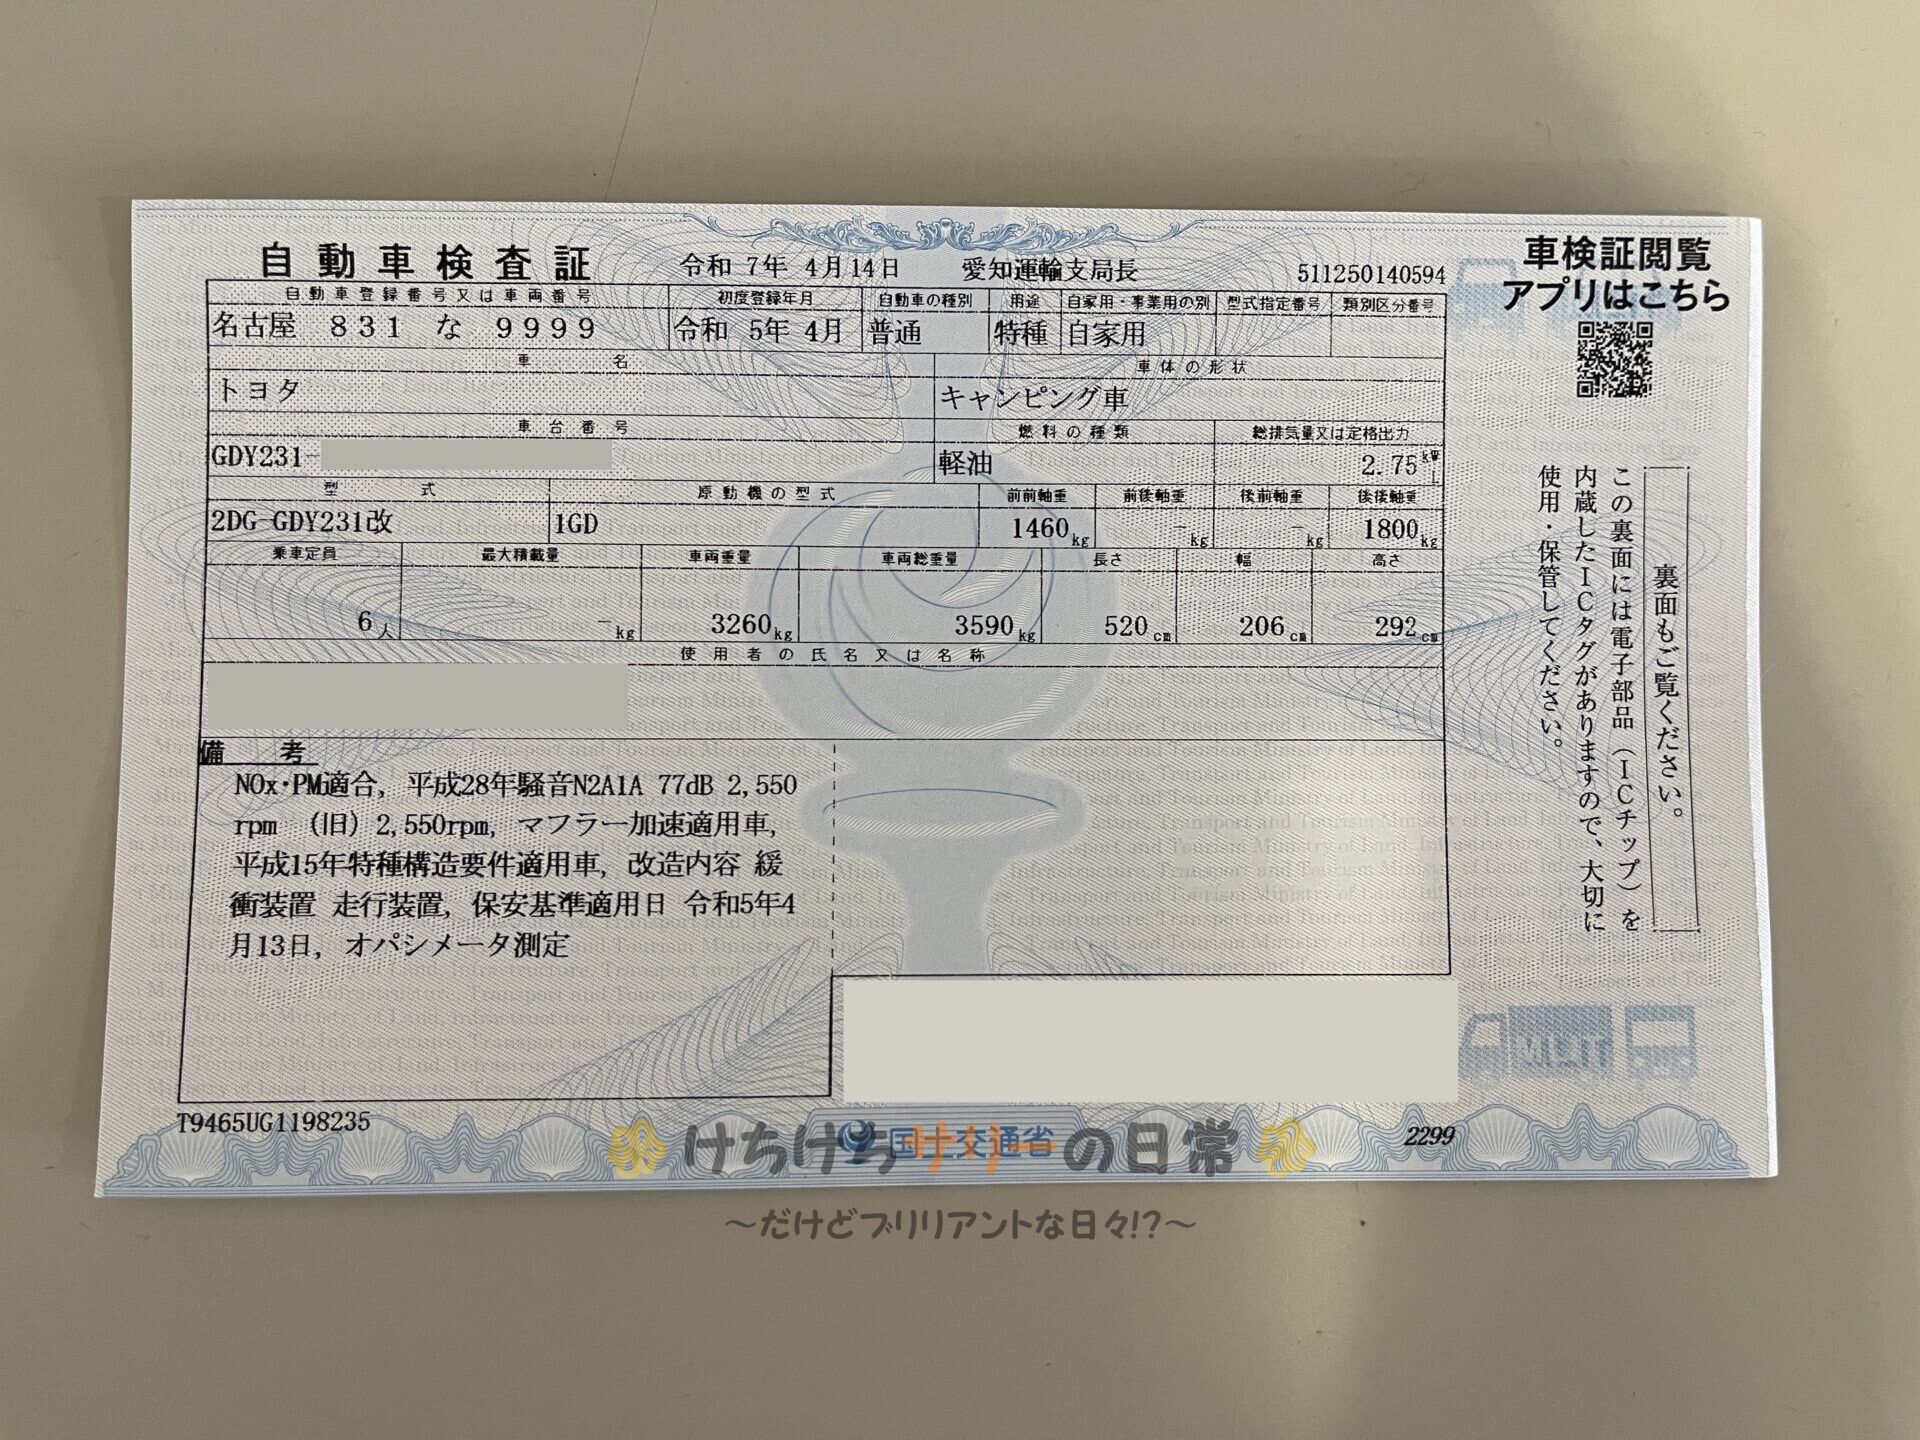 自動車検査証 令和 7年 4月14日 愛知運輸支局長 511250140594
自動車登録番号又は車両番号 初度登録年月 自動車の種別 用途 自家用・事業用の別 型式指定番号 類別区分番号
名古屋 831 な 9999 令和 5年 4月 普通 特種 自家用
車名 車体の形状
トヨタ キャンピング車
車台番号 燃料の種類 総排気量又は定格出力
GDY231- 軽油 2.75 kW L
型式 原動機の型式 前前軸重 前後軸重 後前軸重 後後軸重
2DG-GDY231改 1GD 1460kg -kg -kg 1800kg
乗車定員 最大積載量 車両重量 車両総重量 長さ 幅 高さ
6人 -kg 3260kg 3590kg 520cm 206cm 292cm
使用者の氏名又は名称
備考
NOx・PM適合, 平成28年騒音N2A1A 77dB 2,550
rpm (旧) 2,550rpm, マフラー加速適用車,
平成15年特種構造要件適用車, 改造内容 緩
衝装置 走行装置, 保安基準適用日 令和5年4
月13日, オパシメータ測定
T9465UG1198235
国土交通省
2299
車検証閲覧
アプリはこちら
裏面もご覧ください。
この裏面には電子部品(ICチップ)を
内蔵したICタグがありますので、大切に
使用・保管してください。
MLIT
けちけちけーの日常
～だけどブリリアントな日々!?～